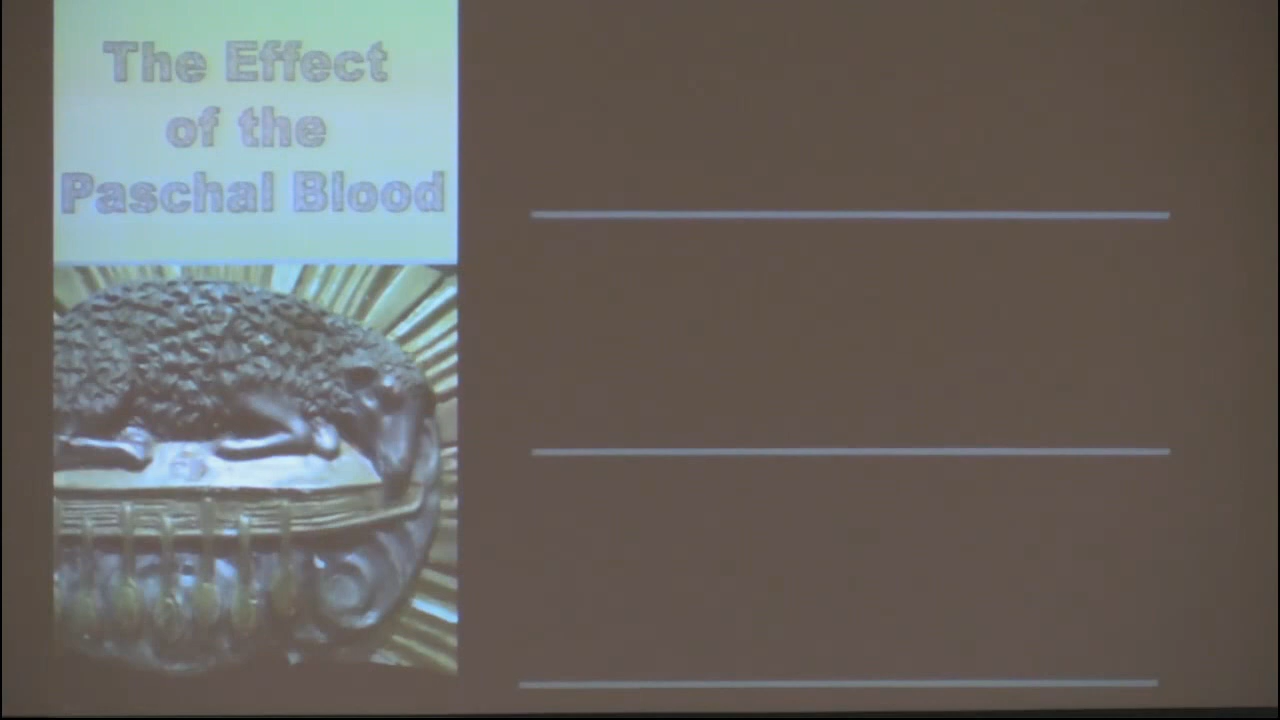 The Effect
of the
Paschal Blood